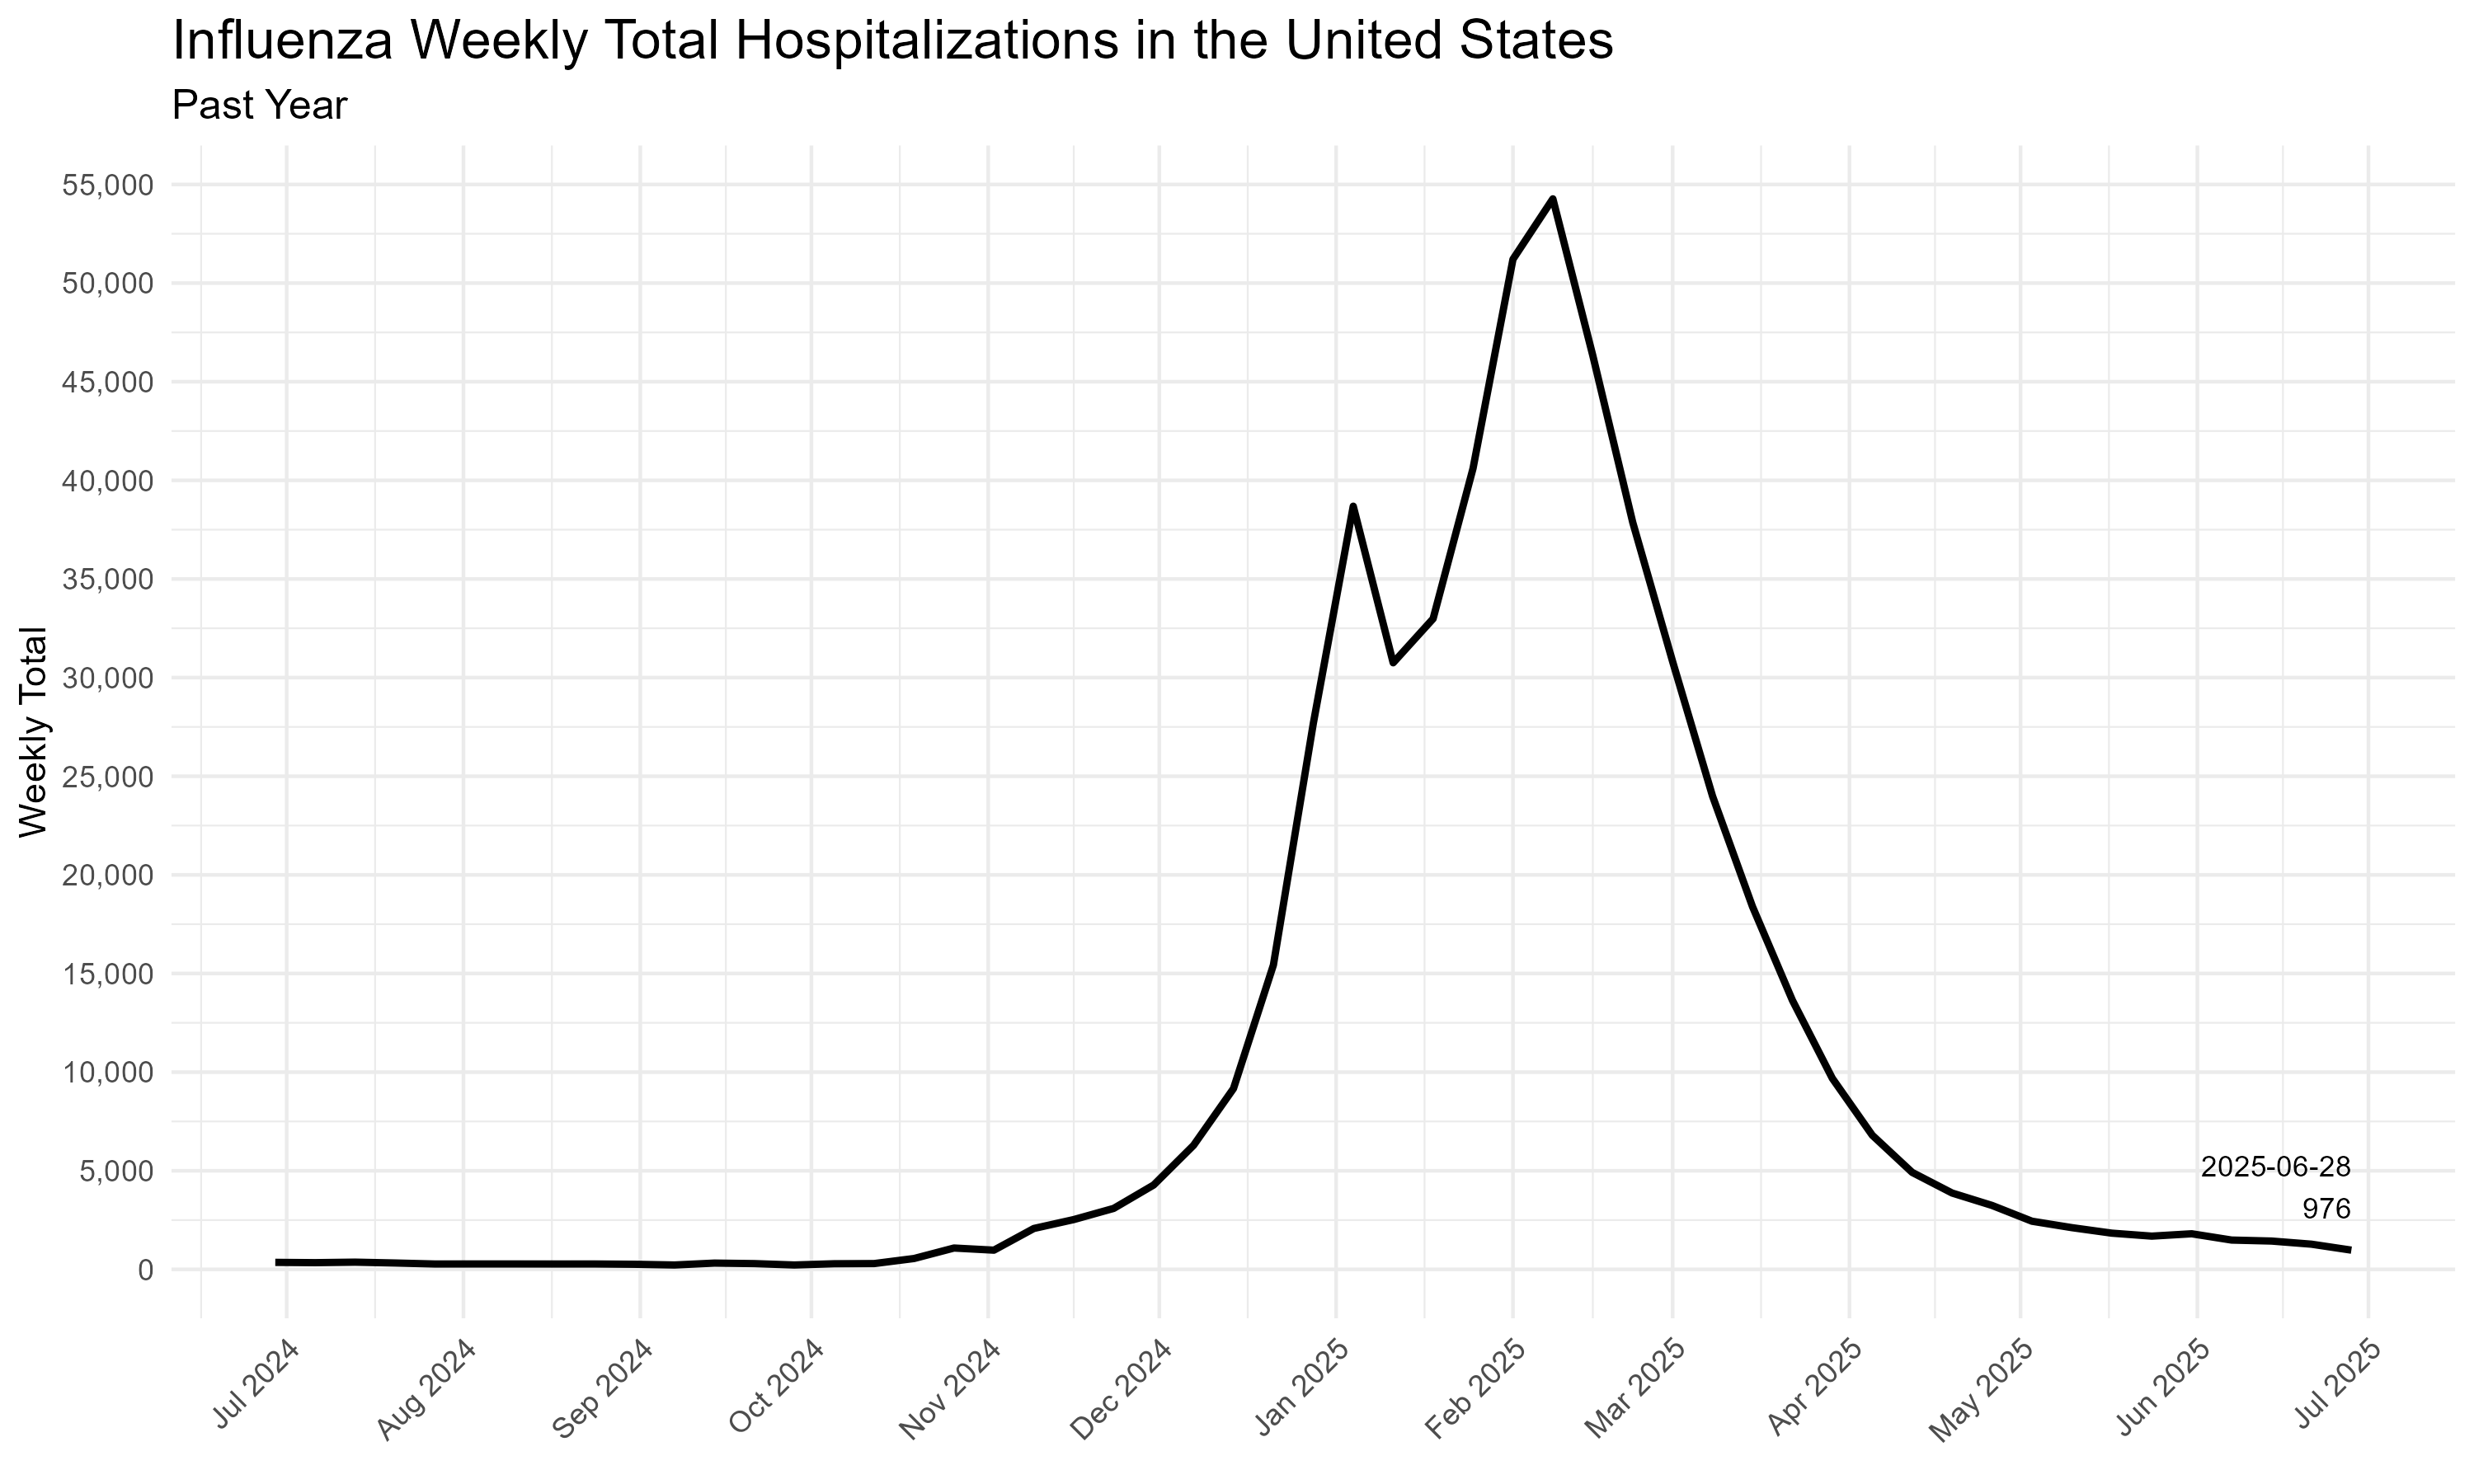 Influenza Weekly Total Hospitalizations in the United States
Past Year
Weekly Total
55,000
50,000
45,000
40,000
35,000
30,000
25,000
20,000
15,000
10,000
5,000
0
2025-06-28
976
Jul 2024
Aug 2024
Sep 2024
Oct 2024
Nov 2024
Dec 2024
Jan 2025
Feb 2025
Mar 2025
Apr 2025
May 2025
Jun 2025
Jul 2025